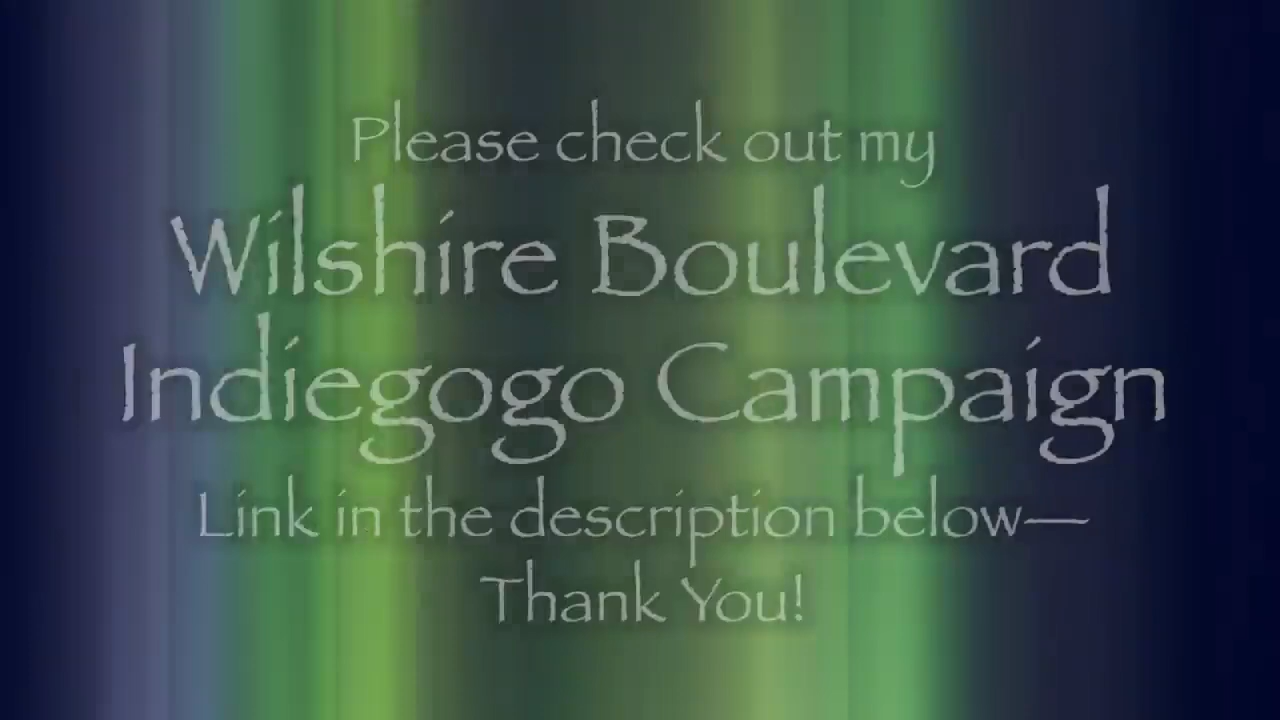 Please check out my
Wilshire Boulevard
Indiegogo Campaign
Link in the description below—
Thank You!